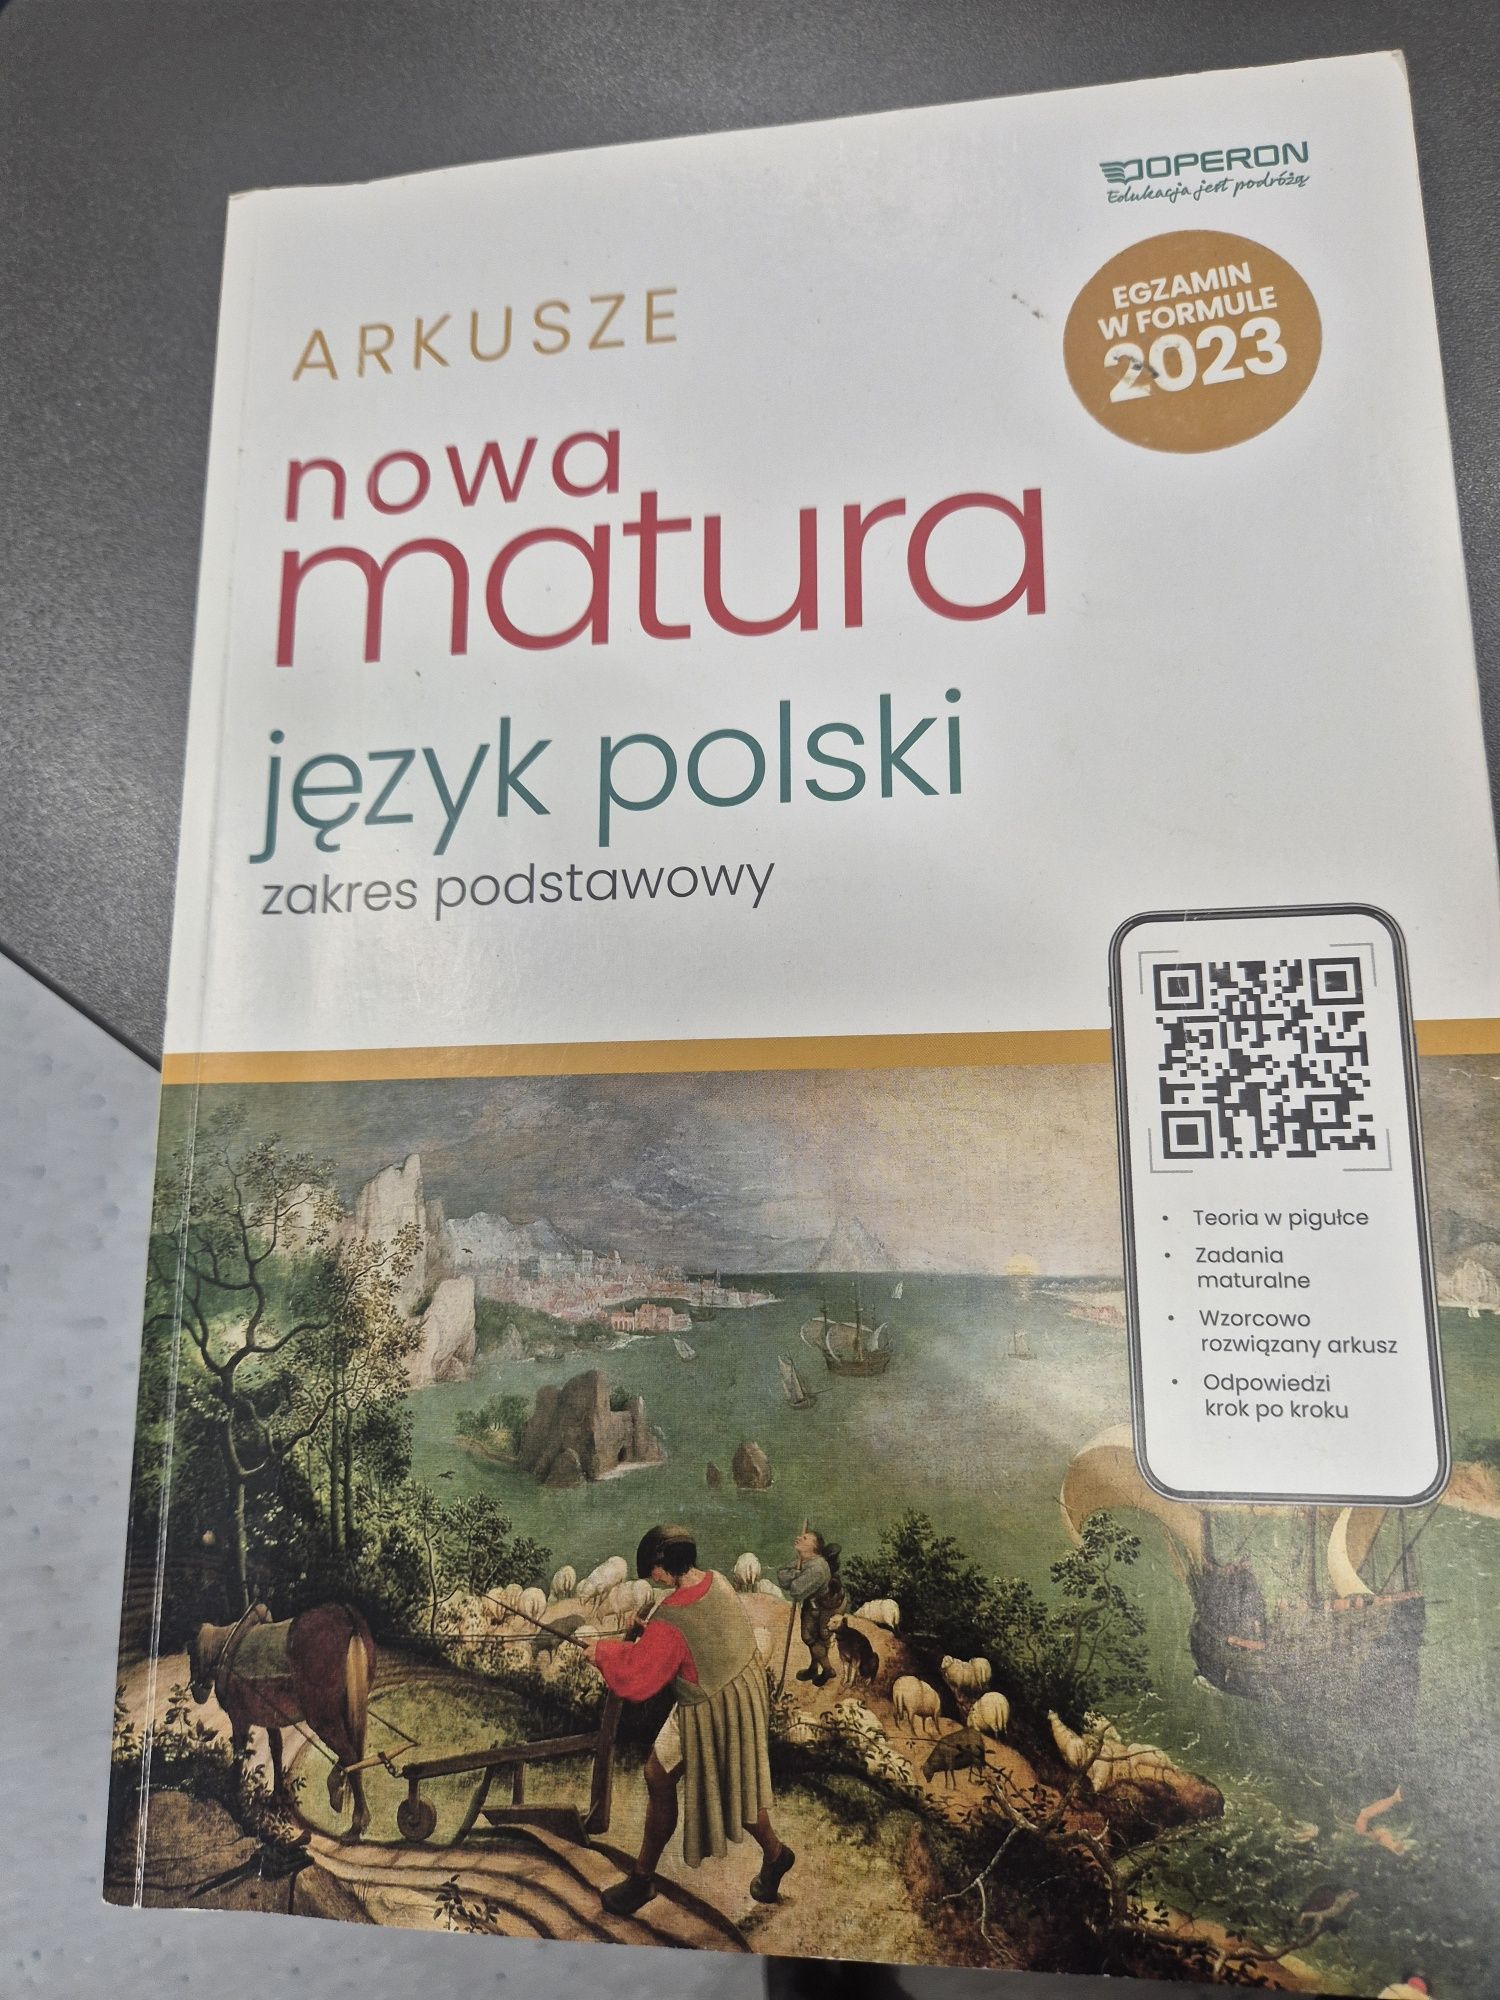 OPERON
Edukacja jest podróżą
EGZAMIN
W FORMULE
2023
ARKUSZE
nowa
matura
język polski
zakres podstawowy
• Teoria w pigułce
• Zadania
maturalne
• Wzorcowo
rozwiązany arkusz
• Odpowiedzi
krok po kroku